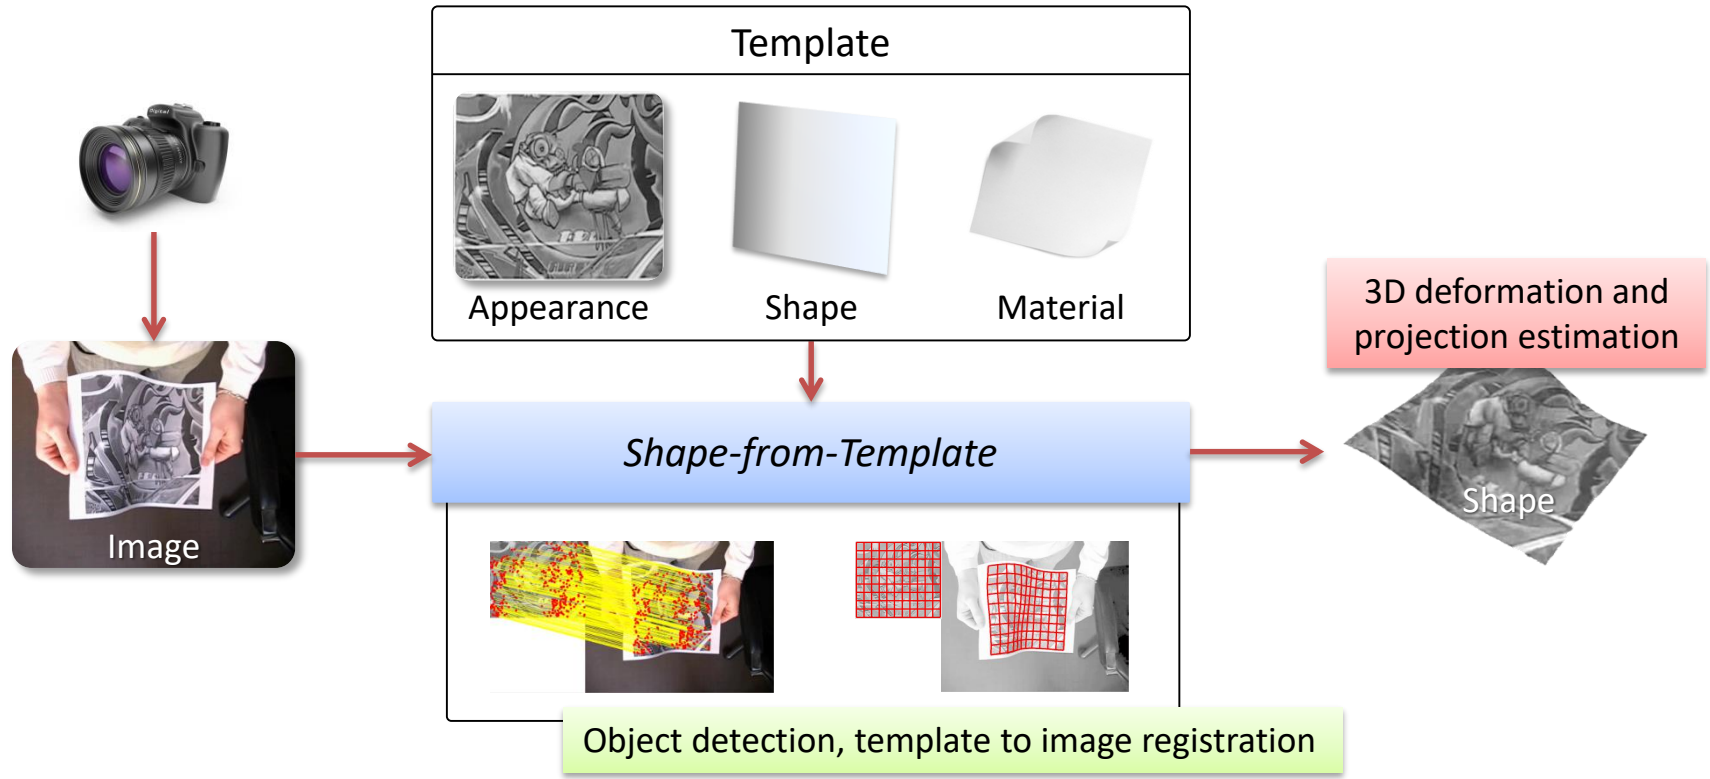 Template
Appearance
Shape
Material
Image
Shape-from-Template
3D deformation and
projection estimation
Shape
Object detection, template to image registration